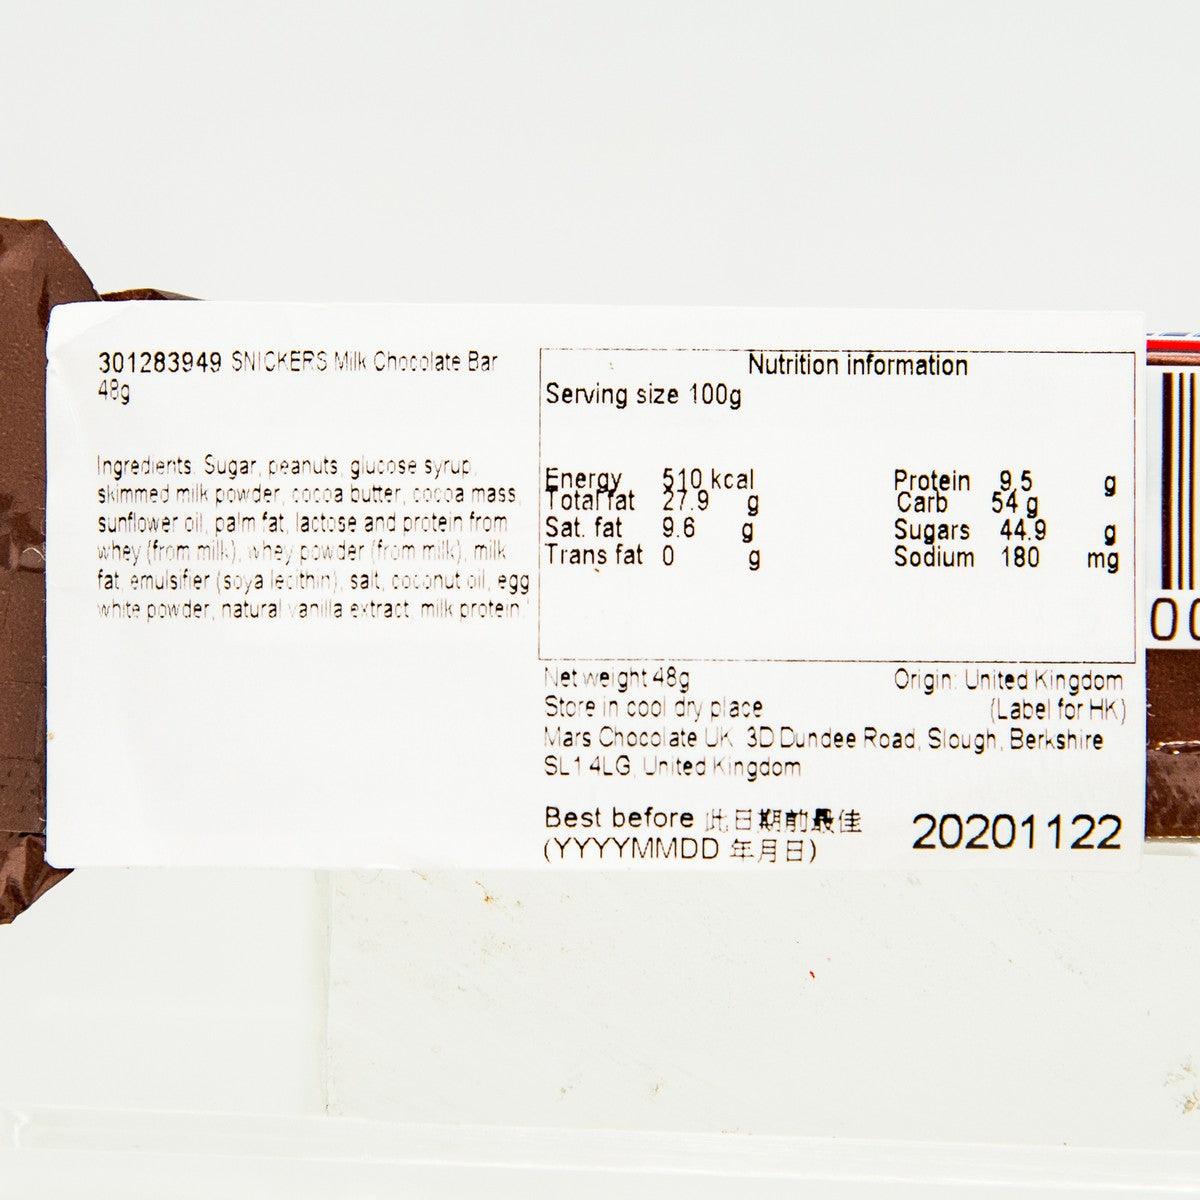 301283949 SNICKERS Milk Chocolate Bar
48g
Ingredients Sugar, peanuts, glucose syrup,
skimmed milk powder, cocoa butter, cocoa mass,
sunflower oil, palm fat, lactose and protein from
whey (from milk), whey powder (from milk), milk
fat, emulsifier (soya lecithin), salt, coconut oil, egg
white powder, natural vanilla extract, milk protein.
Nutrition information
Serving size 100g
Energy 510 kcal Protein 9.5 g
Total fat 27.9 g Carb 54 g
Sat. fat 9.6 g Sugars 44.9 g
Trans fat 0 g Sodium 180 mg
Net weight 48g Origin: United Kingdom
Store in cool dry place (Label for HK)
Mars Chocolate UK 3D Dundee Road, Slough, Berkshire
SL1 4LG, United Kingdom
Best before 此日期前最佳 20201122
(YYYYMMDD 年月日)